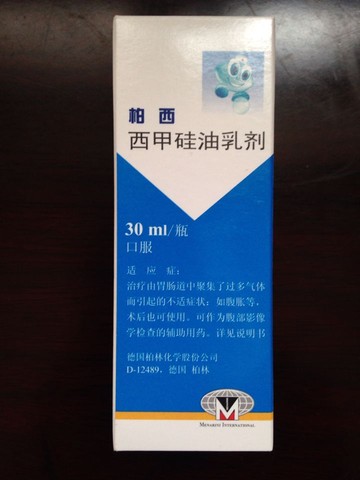 柏西
西甲硅油乳剂
30 ml/瓶
口服
适应症:
治疗由胃肠道中聚集了过多气体
而引起的不适症状:如腹胀等,
术后也可使用。可作为腹部影像
学检查的辅助用药。详见说明书
德国柏林化学股份公司
D-12489, 德国 柏林
M
MENARINI INTERNATIONAL